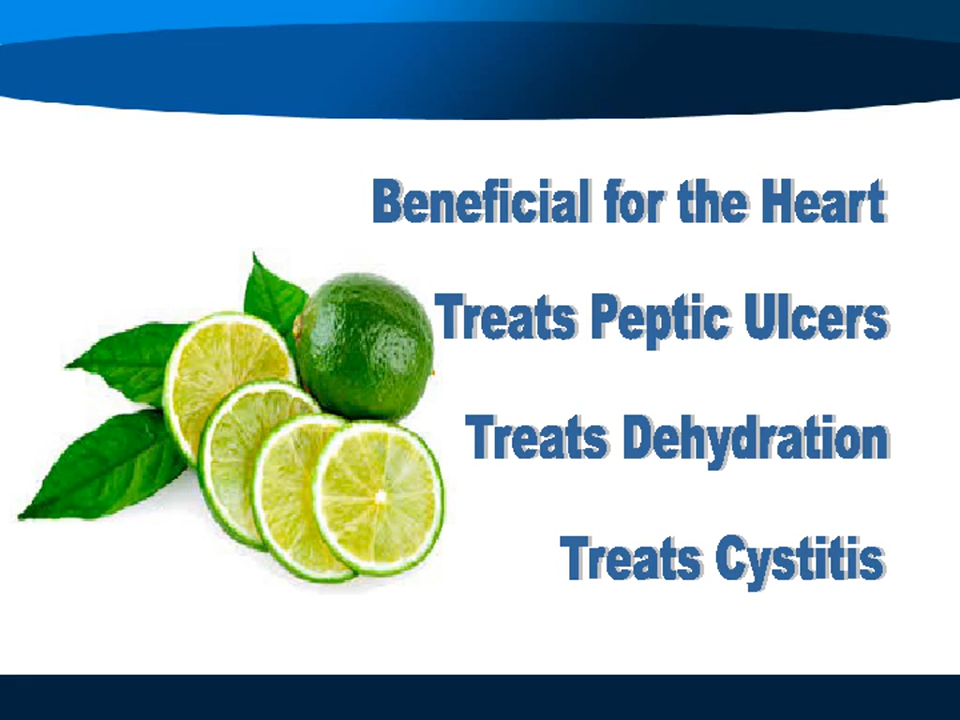 Beneficial for the Heart
Treats Peptic Ulcers
Treats Dehydration
Treats Cystitis